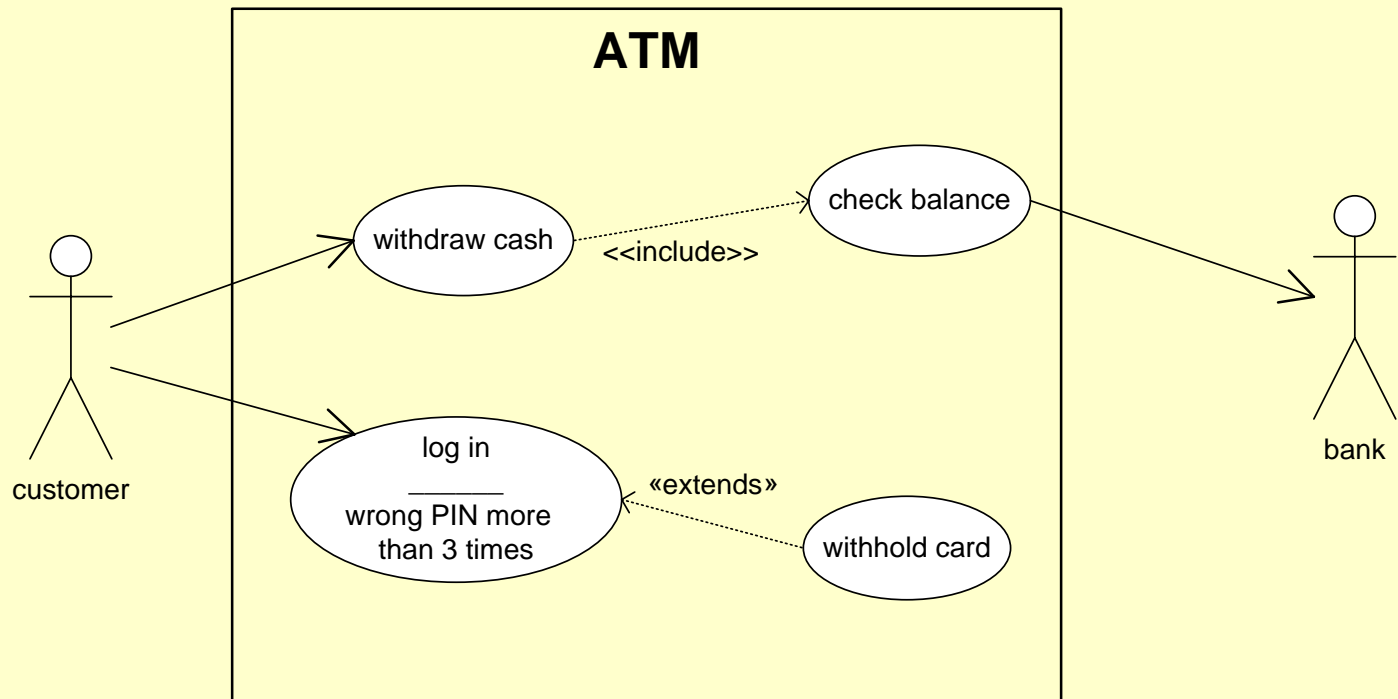 ATM
check balance
withdraw cash
<<include>>
log in
______
wrong PIN more
than 3 times
«extends»
withhold card
customer
bank